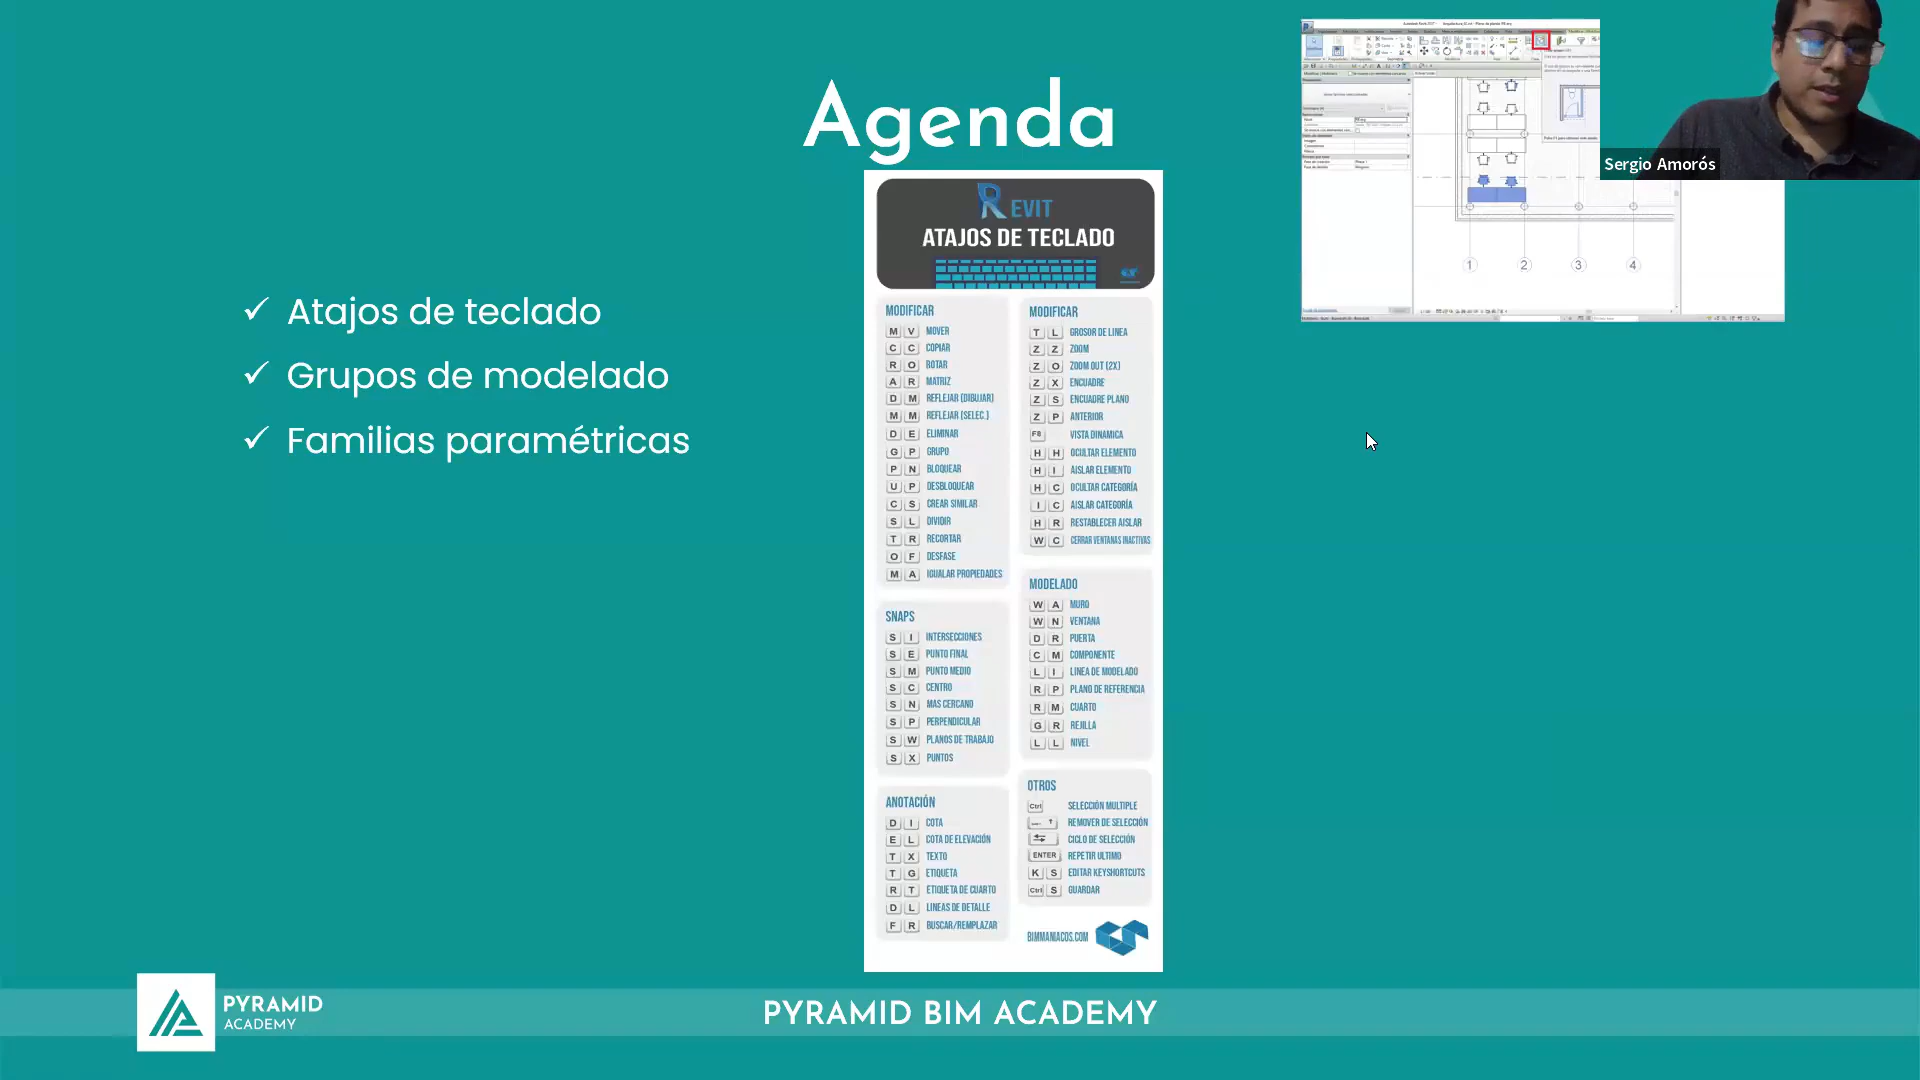 Agenda
✓ Atajos de teclado
✓ Grupos de modelado
✓ Familias paramétricas
REVIT
ATAJOS DE TECLADO
MODIFICAR
M V MOVER
C C COPIAR
R O ROTAR
A R MATRIZ
D M REFLEJAR (DIBUJAR)
M M REFLEJAR (SELEC.)
D E ELIMINAR
G P GRUPO
P N BLOQUEAR
U P DESBLOQUEAR
C S CREAR SIMILAR
S L DIVIDIR
T R RECORTAR
O F DESFASE
M A IGUALAR PROPIEDADES
SNAPS
S I INTERSECCIONES
S E PUNTO FINAL
S M PUNTO MEDIO
S C CENTRO
S N MAS CERCANO
S P PERPENDICULAR
S W PLANOS DE TRABAJO
S X PUNTOS
ANOTACIÓN
D I COTA
E L COTA DE ELEVACIÓN
T X TEXTO
T G ETIQUETA
R T ETIQUETA DE CUARTO
D L LINEAS DE DETALLE
F R BUSCAR/REMPLAZAR
MODIFICAR
T L GROSOR DE LINEA
Z Z ZOOM
Z O ZOOM OUT (2X)
Z X ENCUADRE
Z S ENCUADRE PLANO
Z P ANTERIOR
F8 VISTA DINAMICA
H H OCULTAR ELEMENTO
H I AISLAR ELEMENTO
H C OCULTAR CATEGORÍA
I C AISLAR CATEGORÍA
H R RESTABLECER AISLAR
W C CERRAR VENTANAS INACTIVAS
MODELADO
W A MURO
W N VENTANA
D R PUERTA
C M COMPONENTE
L I LINEA DE MODELADO
R P PLANO DE REFERENCIA
R M CUARTO
G R REJILLA
L L NIVEL
OTROS
Ctrl SELECCIÓN MULTIPLE
REMOVER DE SELECCIÓN
CICLO DE SELECCIÓN
ENTER REPETIR ULTIMO
K S EDITAR KEYSHORTCUTS
Ctrl S GUARDAR
BIMMANIACOS.COM
1 2 3 4
Sergio Amorós
PYRAMID
ACADEMY
PYRAMID BIM ACADEMY